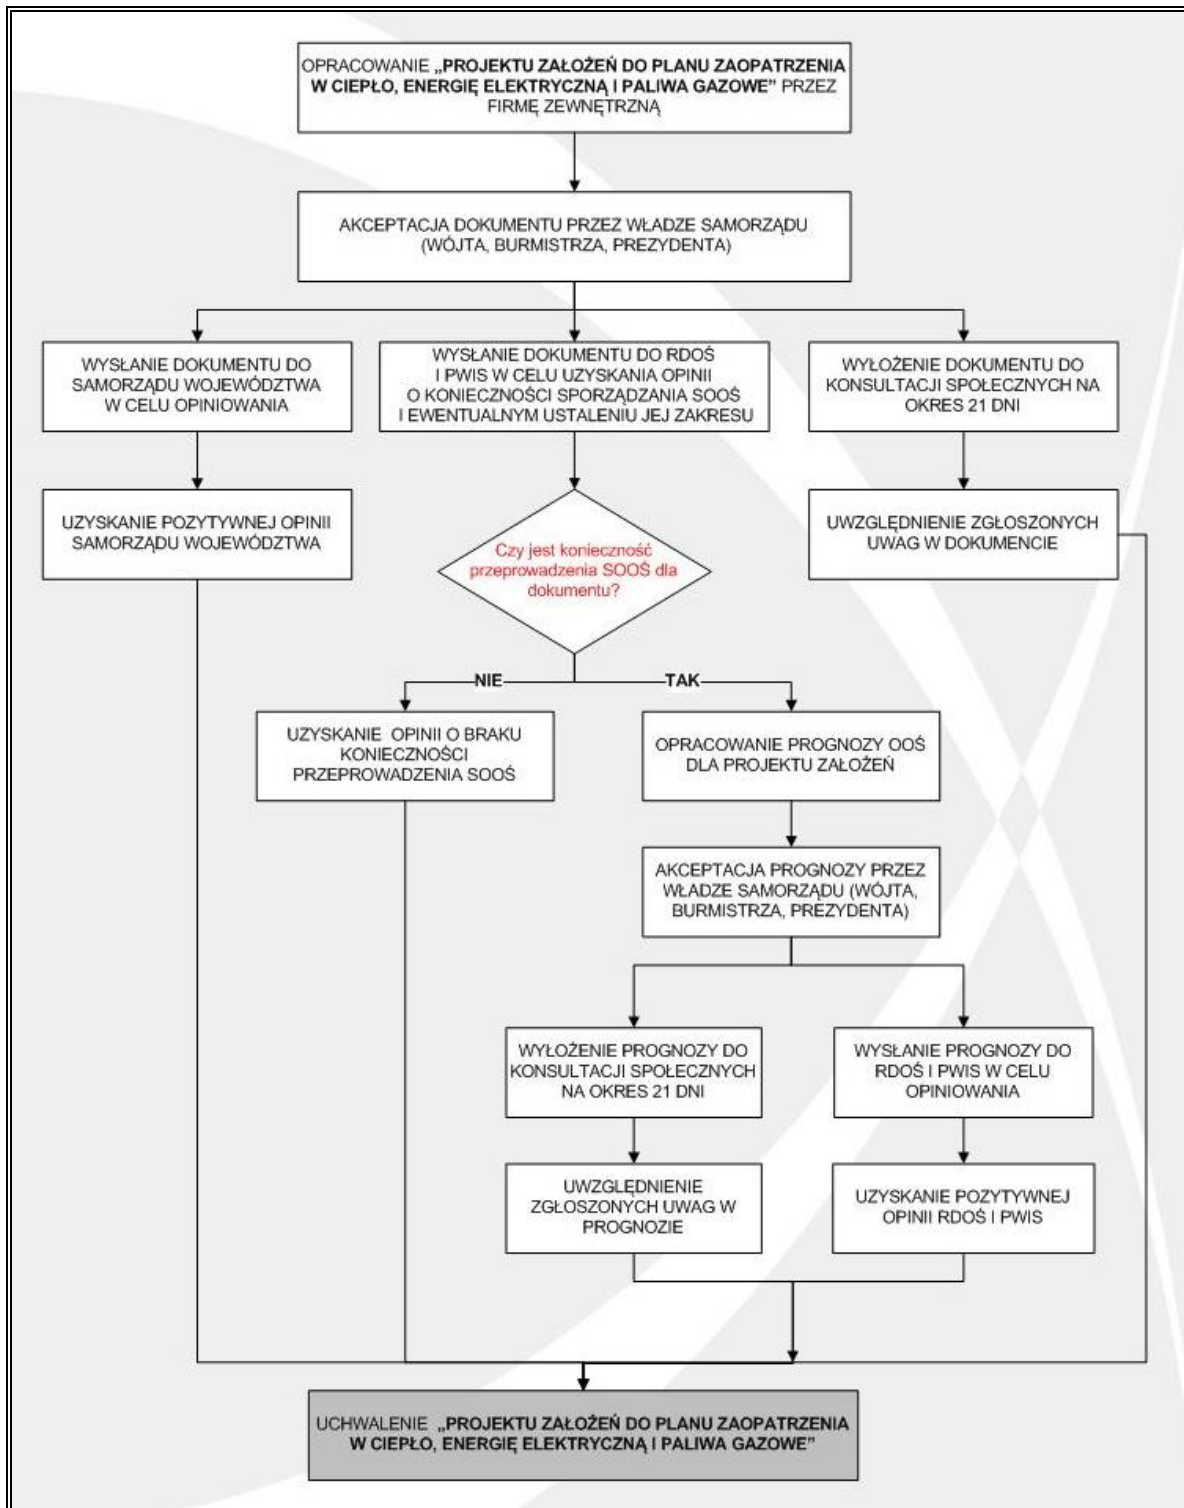 OPRACOWANIE „PROJEKTU ZAŁOŻEŃ DO PLANU ZAOPATRZENIA
W CIEPŁO, ENERGIĘ ELEKTRYCZNĄ I PALIWA GAZOWE” PRZEZ
FIRMĘ ZEWNĘTRZNĄ
AKCEPTACJA DOKUMENTU PRZEZ WŁADZE SAMORZĄDU
(WÓJTA, BURMISTRZA, PREZYDENTA)
WYSŁANIE DOKUMENTU DO
SAMORZĄDU WOJEWÓDZTWA
W CELU OPINIOWANIA
WYSŁANIE DOKUMENTU DO RDOŚ
I PWIS W CELU UZYSKANIA OPINII
O KONIECZNOŚCI SPORZĄDZANIA SOOŚ
I EWENTUALNYM USTALENIU JEJ ZAKRESU
WYŁOŻENIE DOKUMENTU DO
KONSULTACJI SPOŁECZNYCH NA
OKRES 21 DNI
UZYSKANIE POZYTYWNEJ OPINII
SAMORZĄDU WOJEWÓDZTWA
Czy jest konieczność
przeprowadzenia SOOŚ dla
dokumentu?
UWZGLĘDNIENIE ZGŁOSZONYCH
UWAG W DOKUMENCIE
NIE
TAK
UZYSKANIE OPINII O BRAKU
KONIECZNOŚCI
PRZEPROWADZENIA SOOŚ
OPRACOWANIE PROGNOZY OOŚ
DLA PROJEKTU ZAŁOŻEŃ
AKCEPTACJA PROGNOZY PRZEZ
WŁADZE SAMORZĄDU (WÓJTA,
BURMISTRZA, PREZYDENTA)
WYŁOŻENIE PROGNOZY DO
KONSULTACJI SPOŁECZNYCH
NA OKRES 21 DNI
WYSŁANIE PROGNOZY DO
RDOŚ I PWIS W CELU
OPINIOWANIA
UWZGLĘDNIENIE
ZGŁOSZONYCH UWAG W
PROGNOZIE
UZYSKANIE POZYTYWNEJ
OPINII RDOŚ I PWIS
UCHWALENIE „PROJEKTU ZAŁOŻEŃ DO PLANU ZAOPATRZENIA
W CIEPŁO, ENERGIĘ ELEKTRYCZNĄ I PALIWA GAZOWE”